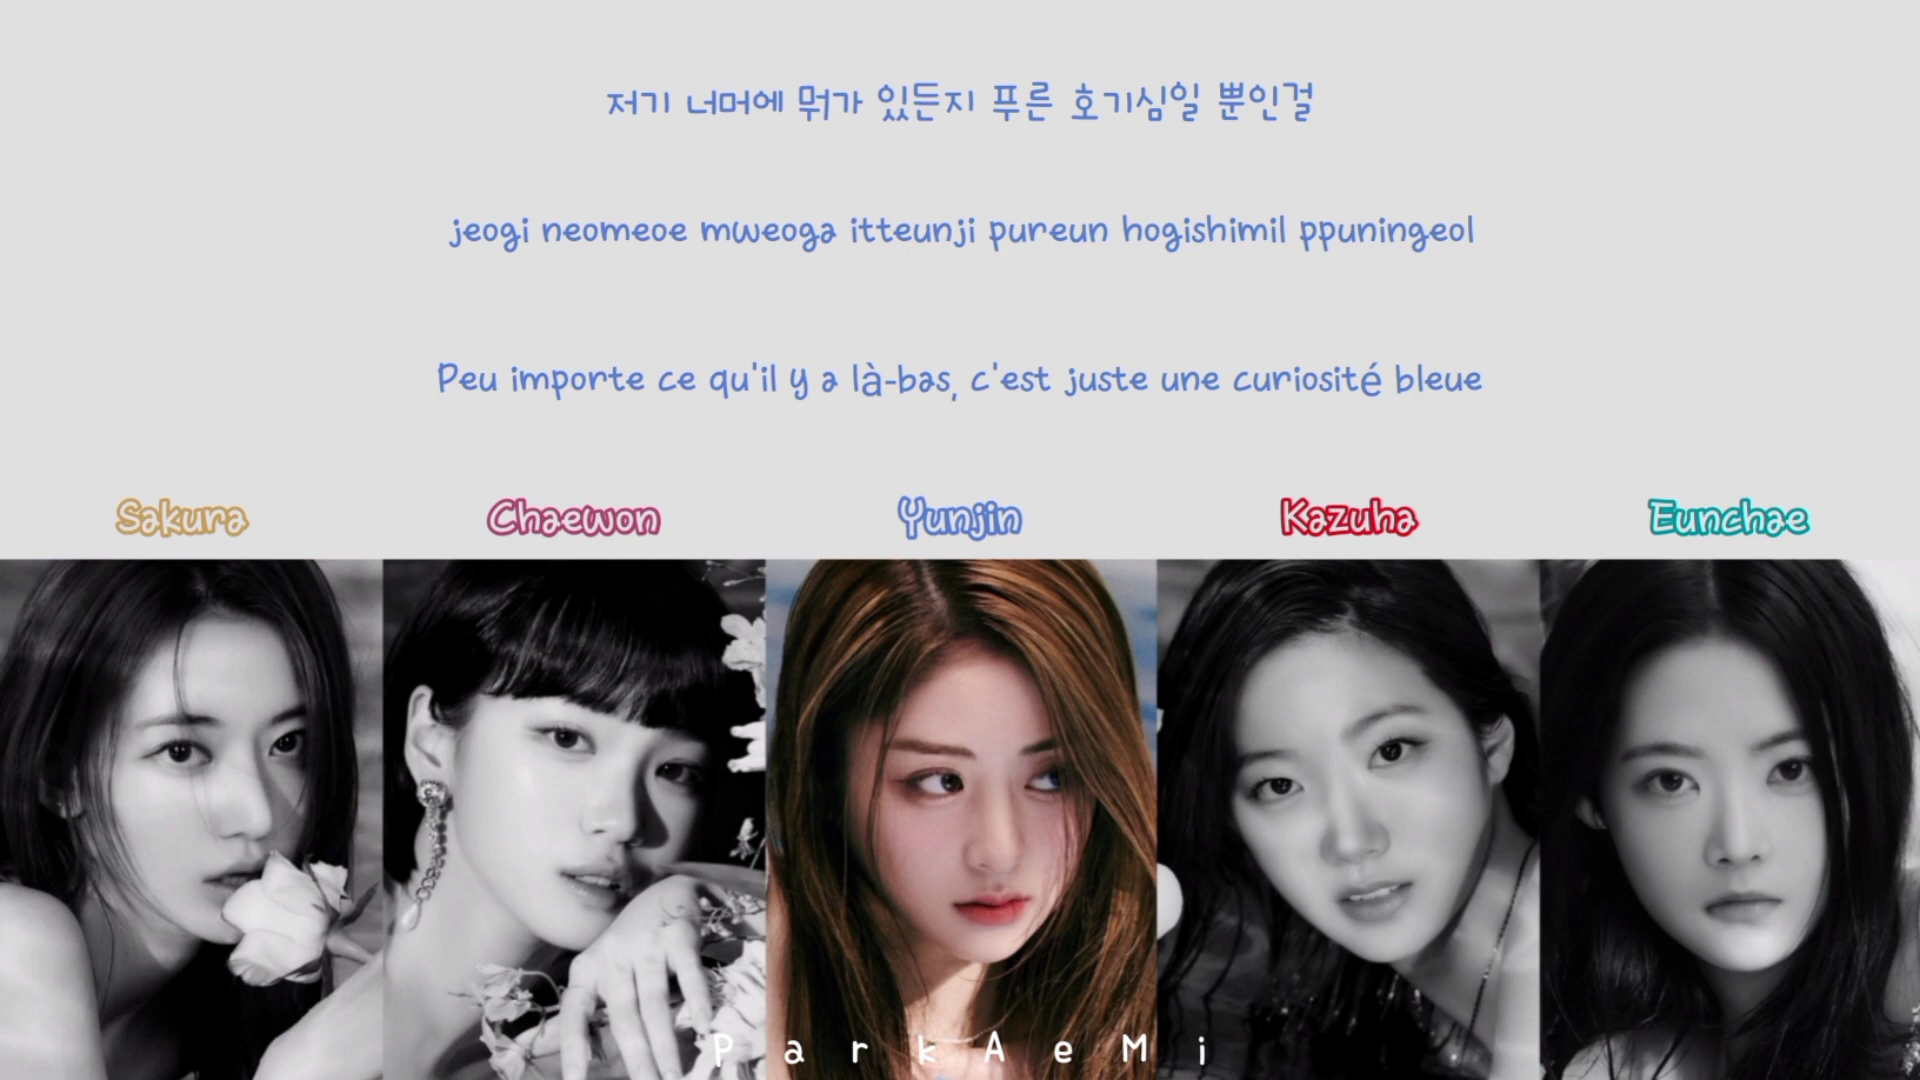 저기 너머에 뭐가 있든지 푸른 호기심일 뿐인걸
jeogi neomeoe mweoga itteunji pureun hogishimil ppuningeol
Peu importe ce qu'il y a là-bas, c'est juste une curiosité bleue
Sakura Chaewon Yunjin Kazuha Eunchae
ParkAeMi